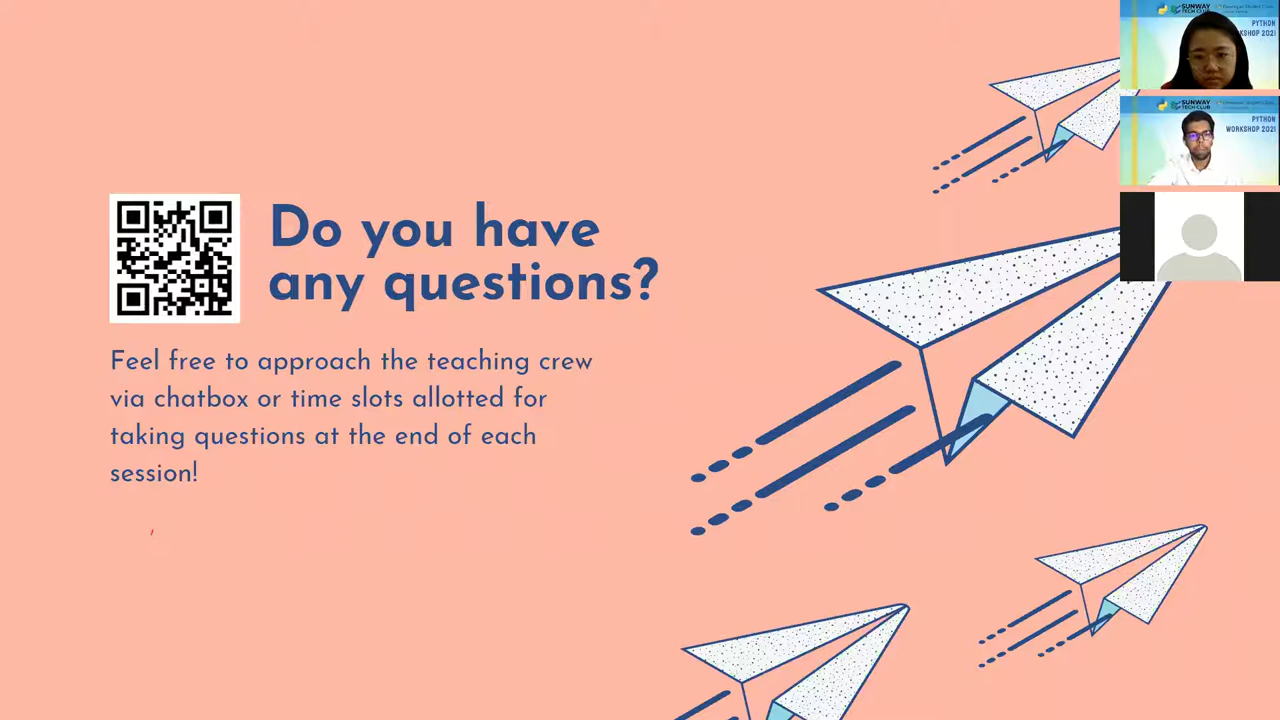 Do you have
any questions?
Feel free to approach the teaching crew
via chatbox or time slots allotted for
taking questions at the end of each
session!
SUNWAY
TECH CLUB
PYTHON
WORKSHOP 2021
SUNWAY
TECH CLUB
PYTHON
WORKSHOP 2021